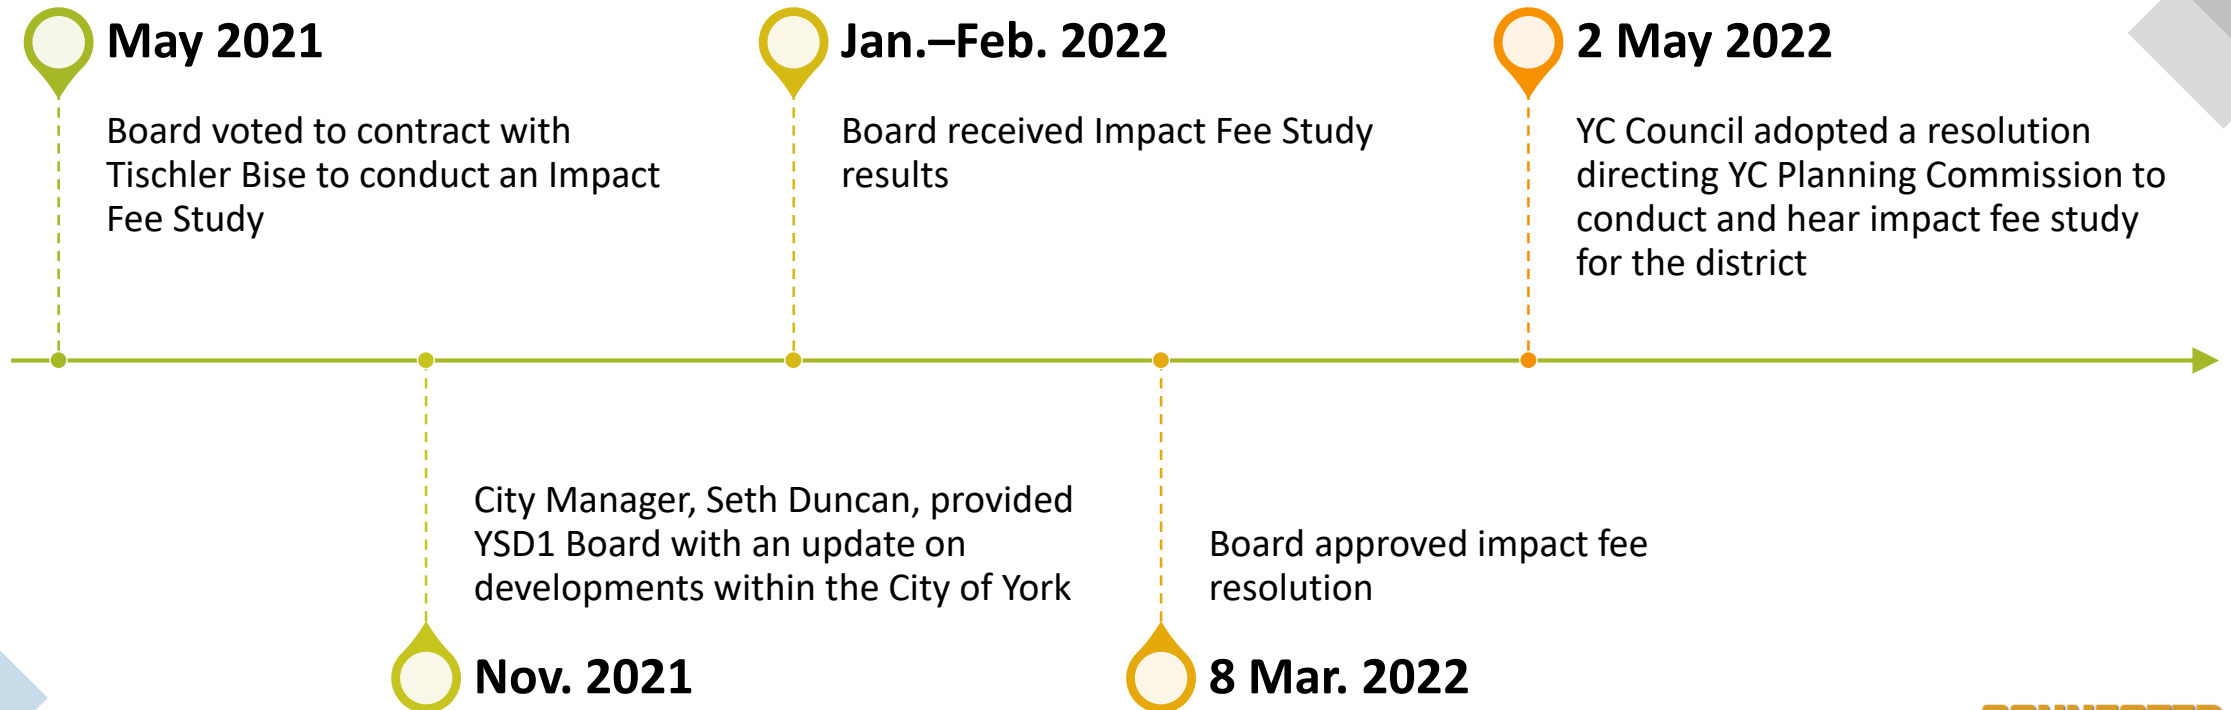 May 2021
Board voted to contract with
Tischler Bise to conduct an Impact
Fee Study
City Manager, Seth Duncan, provided
YSD1 Board with an update on
developments within the City of York
Nov. 2021
Jan.–Feb. 2022
Board received Impact Fee Study
results
Board approved impact fee
resolution
8 Mar. 2022
2 May 2022
YC Council adopted a resolution
directing YC Planning Commission to
conduct and hear impact fee study
for the district